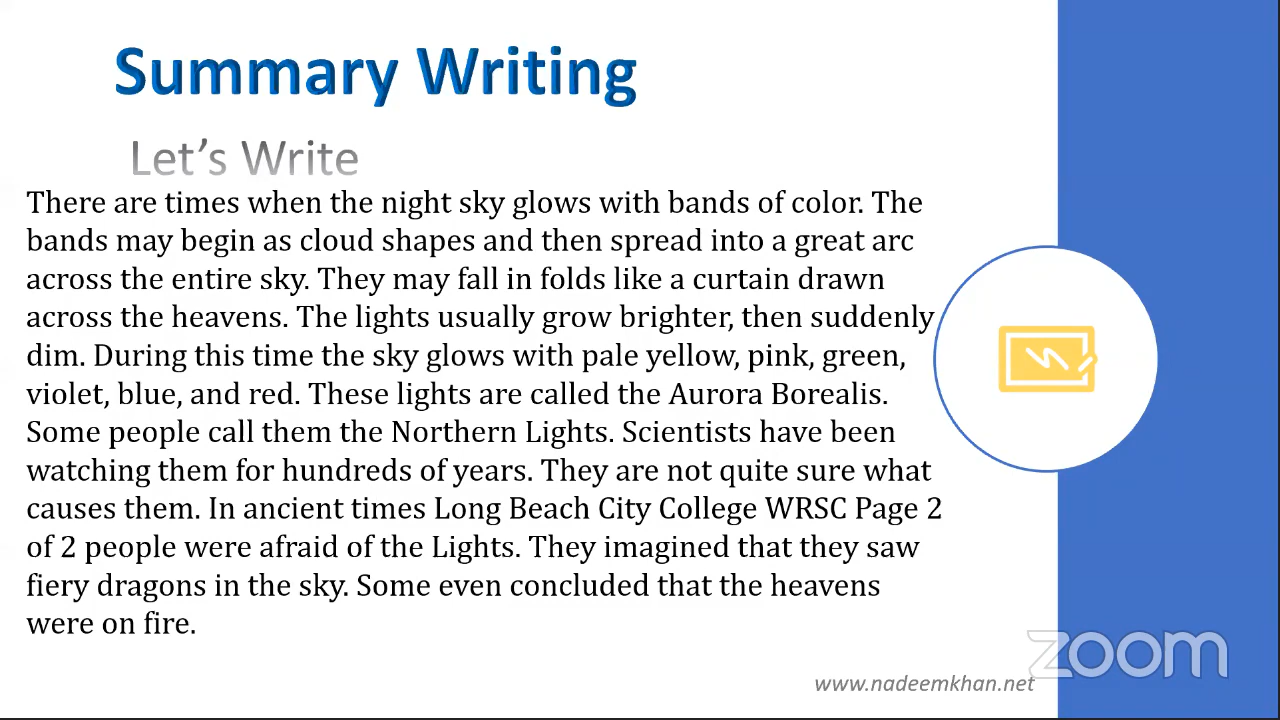 Summary Writing
Let's Write
There are times when the night sky glows with bands of color. The
bands may begin as cloud shapes and then spread into a great arc
across the entire sky. They may fall in folds like a curtain drawn
across the heavens. The lights usually grow brighter, then suddenly
dim. During this time the sky glows with pale yellow, pink, green,
violet, blue, and red. These lights are called the Aurora Borealis.
Some people call them the Northern Lights. Scientists have been
watching them for hundreds of years. They are not quite sure what
causes them. In ancient times Long Beach City College WRSC Page 2
of 2 people were afraid of the Lights. They imagined that they saw
fiery dragons in the sky. Some even concluded that the heavens
were on fire.
zoom
www.nadeemkhan.net